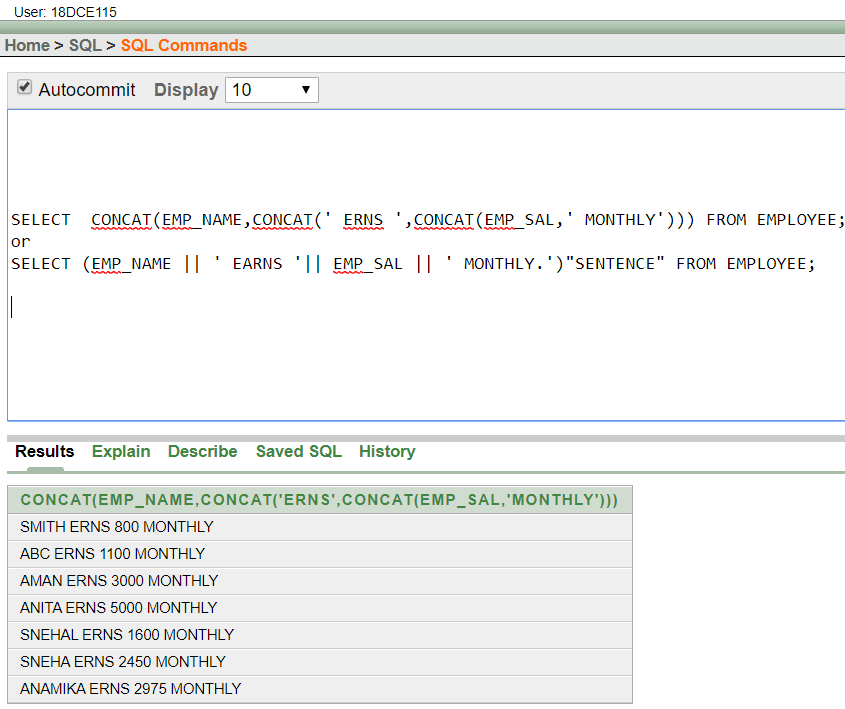 User: 18DCE115
Home > SQL > SQL Commands
Autocommit Display 10
SELECT  CONCAT(EMP_NAME,CONCAT(' ERNS ',CONCAT(EMP_SAL,' MONTHLY'))) FROM EMPLOYEE;
or
SELECT (EMP_NAME || ' EARNS '|| EMP_SAL || ' MONTHLY.')"SENTENCE" FROM EMPLOYEE;
Results Explain Describe Saved SQL History
CONCAT(EMP_NAME,CONCAT('ERNS',CONCAT(EMP_SAL,'MONTHLY')))
SMITH ERNS 800 MONTHLY
ABC ERNS 1100 MONTHLY
AMAN ERNS 3000 MONTHLY
ANITA ERNS 5000 MONTHLY
SNEHAL ERNS 1600 MONTHLY
SNEHA ERNS 2450 MONTHLY
ANAMIKA ERNS 2975 MONTHLY